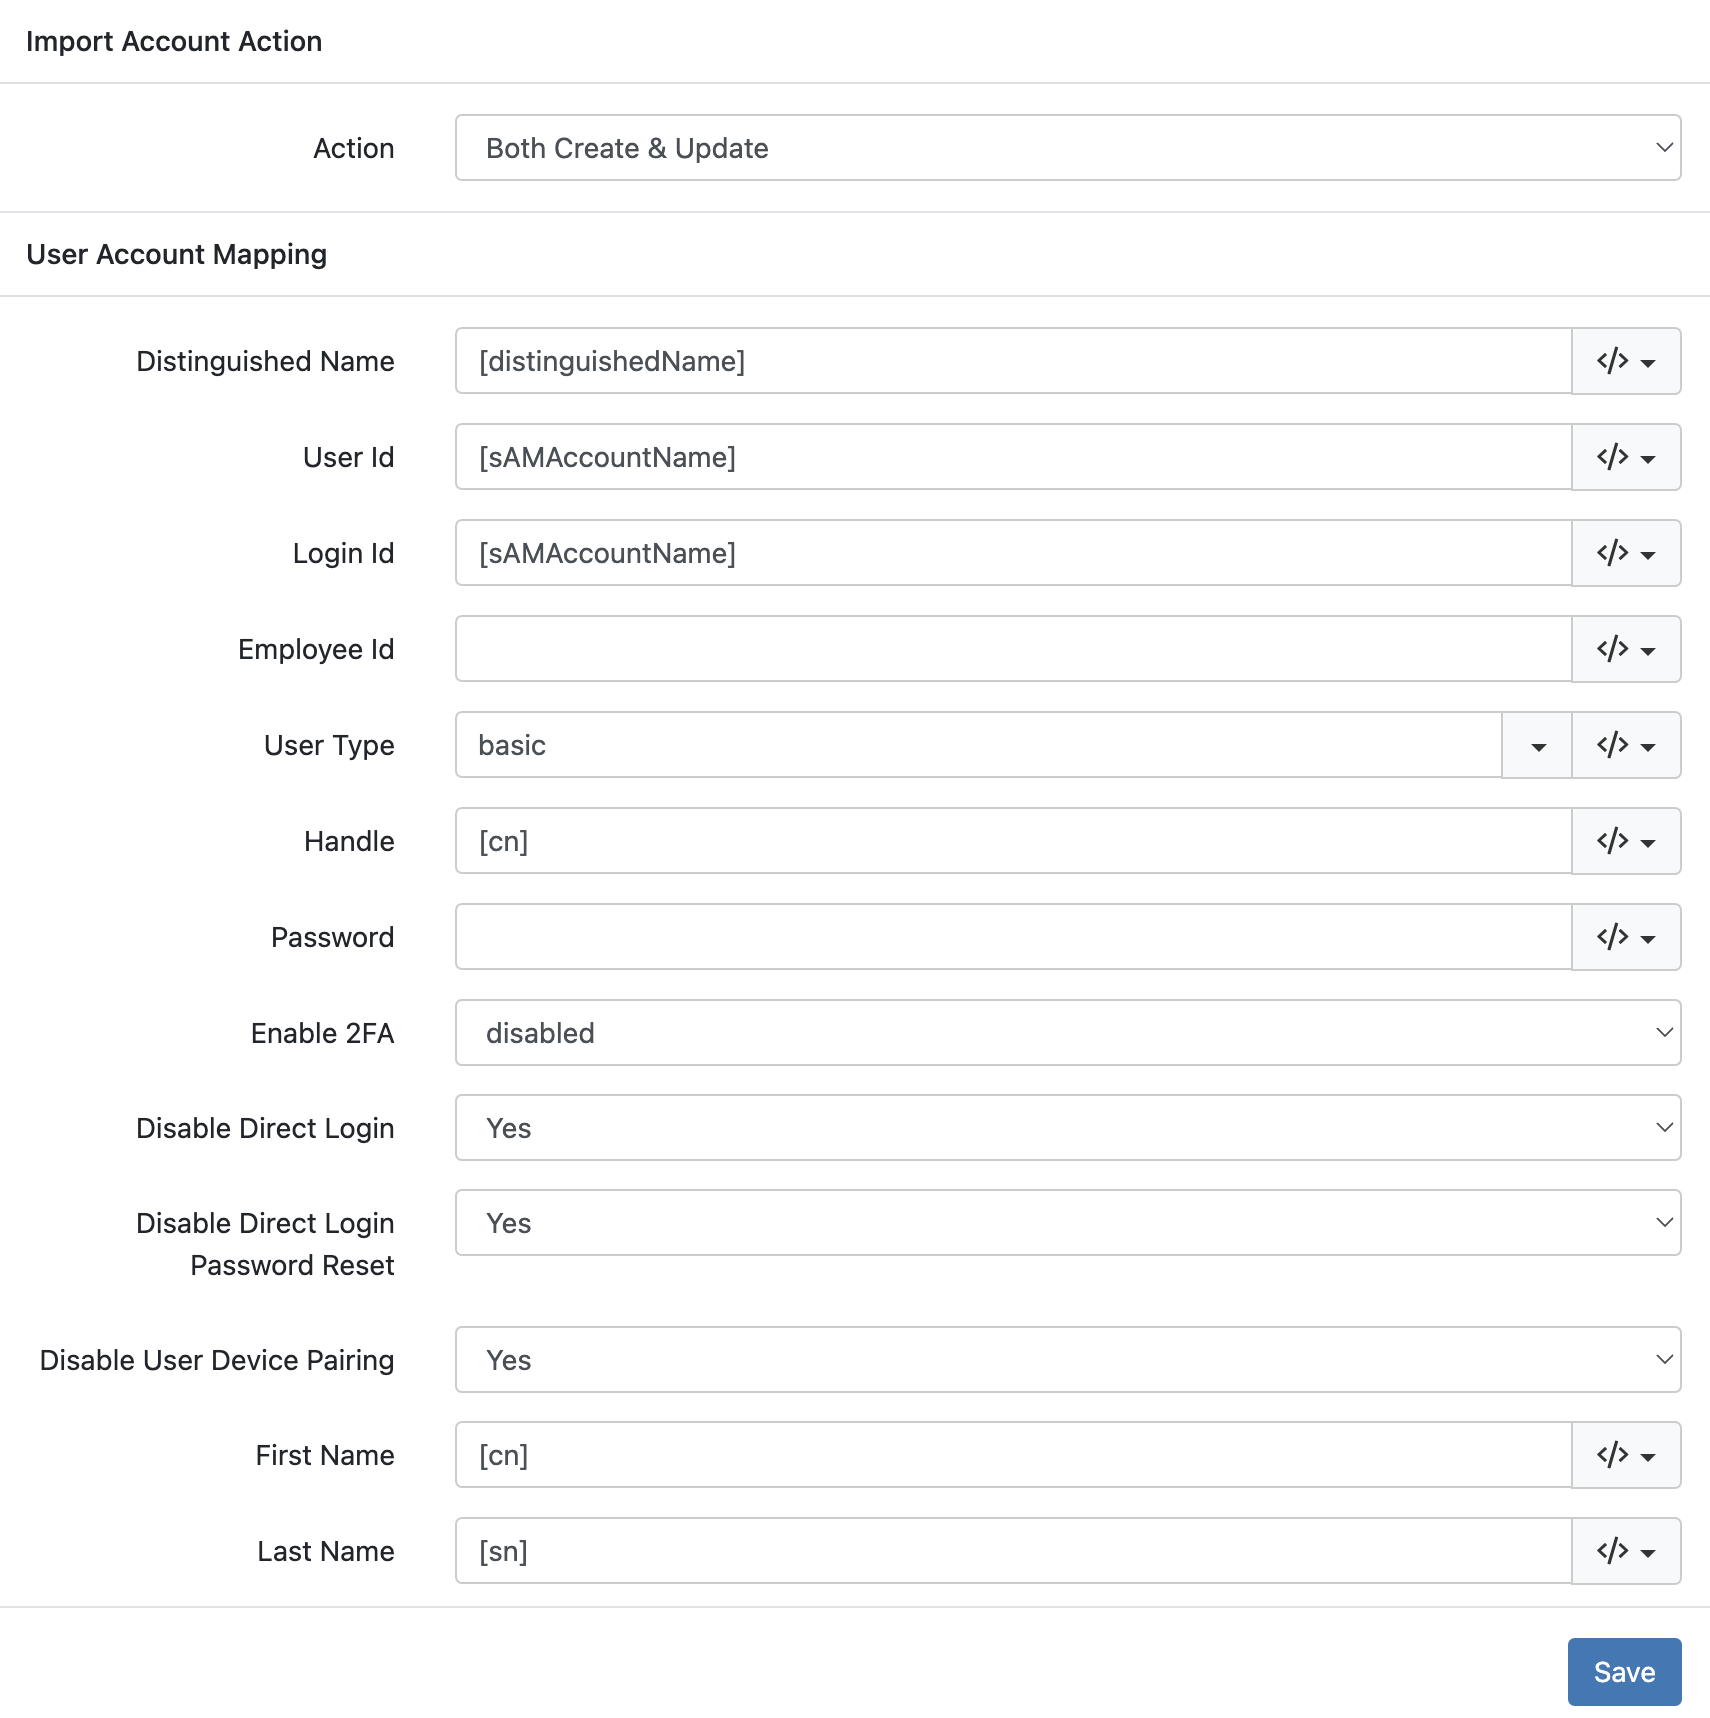 Import Account Action
Action
Both Create & Update
User Account Mapping
Distinguished Name
[distinguishedName]
User Id
[sAMAccountName]
Login Id
[sAMAccountName]
Employee Id
User Type
basic
Handle
[cn]
Password
Enable 2FA
disabled
Disable Direct Login
Yes
Disable Direct Login
Password Reset
Yes
Disable User Device Pairing
Yes
First Name
[cn]
Last Name
[sn]
Save